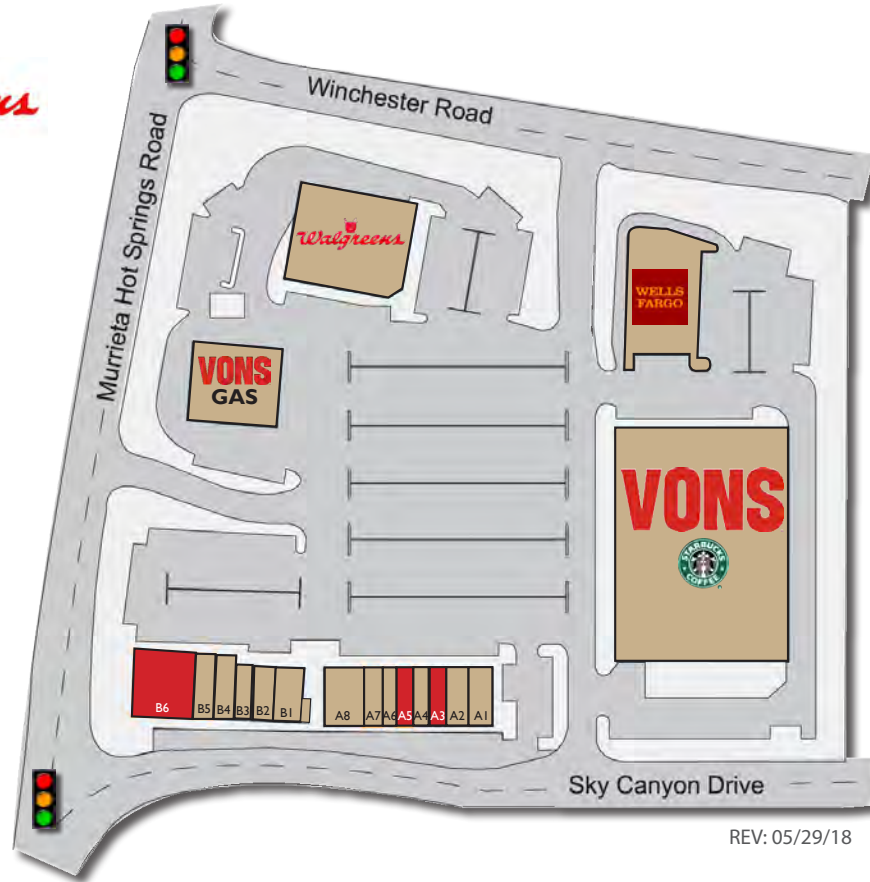 Winchester Road
Murrieta Hot Springs Road
Walgreens
WELLS
FARGO
VONS
GAS
VONS
STARBUCKS
COFFEE
B6
B5
B4
B3
B2
B1
A8
A7
A6
A5
A4
A3
A2
A1
Sky Canyon Drive
REV: 05/29/18